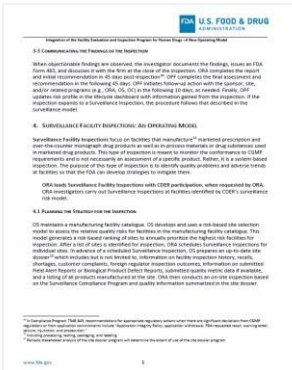 FDA U.S. FOOD & DRUG
ADMINISTRATION
Integration of the Facility Evaluation and Inspection Program for Human Drugs: A New Operating Model
3.5 COMMUNICATING THE FINDINGS OF THE INSPECTION
When objectionable findings are observed, the investigator documents the findings, issues an FDA
Form 483, and discusses it with the firm at the close of the inspection. ORA completes the report
and initial recommendation in 45 days post-inspection. OPF completes the final assessment and
recommendation in the following 45 days. OPF initiates follow-up action with the sponsor, site,
and/or related programs (e.g., ORA, OS, OC) in the following 10 days, as needed. Finally, OPF
updates risk profile in the lifecycle dashboard with information gained from the inspection. If the
inspection expands to a Surveillance Inspection, the procedure follows that described in the
surveillance model.
4. SURVEILLANCE FACILITY INSPECTIONS: AN OPERATING MODEL
Surveillance Facility Inspections focus on facilities that manufacture marketed prescription and
over-the-counter monograph drug products as well as in-process materials or drug substances used
in marketed drug products. This type of inspection is meant to monitor the conformance to CGMP
requirements and is not necessarily an assessment of a specific product. Rather, it is a system-based
inspection. The purpose of this type of inspection is to identify quality problems and adverse trends
at facilities so that the FDA can develop strategies to mitigate them.
ORA leads Surveillance Facility Inspections with CDER participation, when requested by ORA.
ORA investigators carry out Surveillance Inspections at facilities identified by CDER's surveillance
risk model.
4.1 PLANNING THE STRATEGY FOR THE INSPECTION
OS maintains a manufacturing facility catalogue. OS develops and uses a risk-based site selection
model to assess the relative quality risks for facilities in the manufacturing facility catalogue. This
model generates a risk-based ranking of sites to annually prioritize the highest risk facilities for
inspection. After a list of sites is identified for inspection, ORA schedules Surveillance Inspections for
individual sites. In advance of a scheduled Surveillance Inspection, OS prepares an up-to-date site
dossier which includes but is not limited to, information on facility inspection history, recalls,
shortages, customer complaints, foreign regulator inspection outcomes, information on submitted
Field Alert Reports or Biological Product Defect Reports, submitted quality metric data if available,
and a listing of all products manufactured at the site. ORA then conducts an on-site inspection based
on the Surveillance Compliance Program and quality information summarized in the site dossier.
www.fda.gov